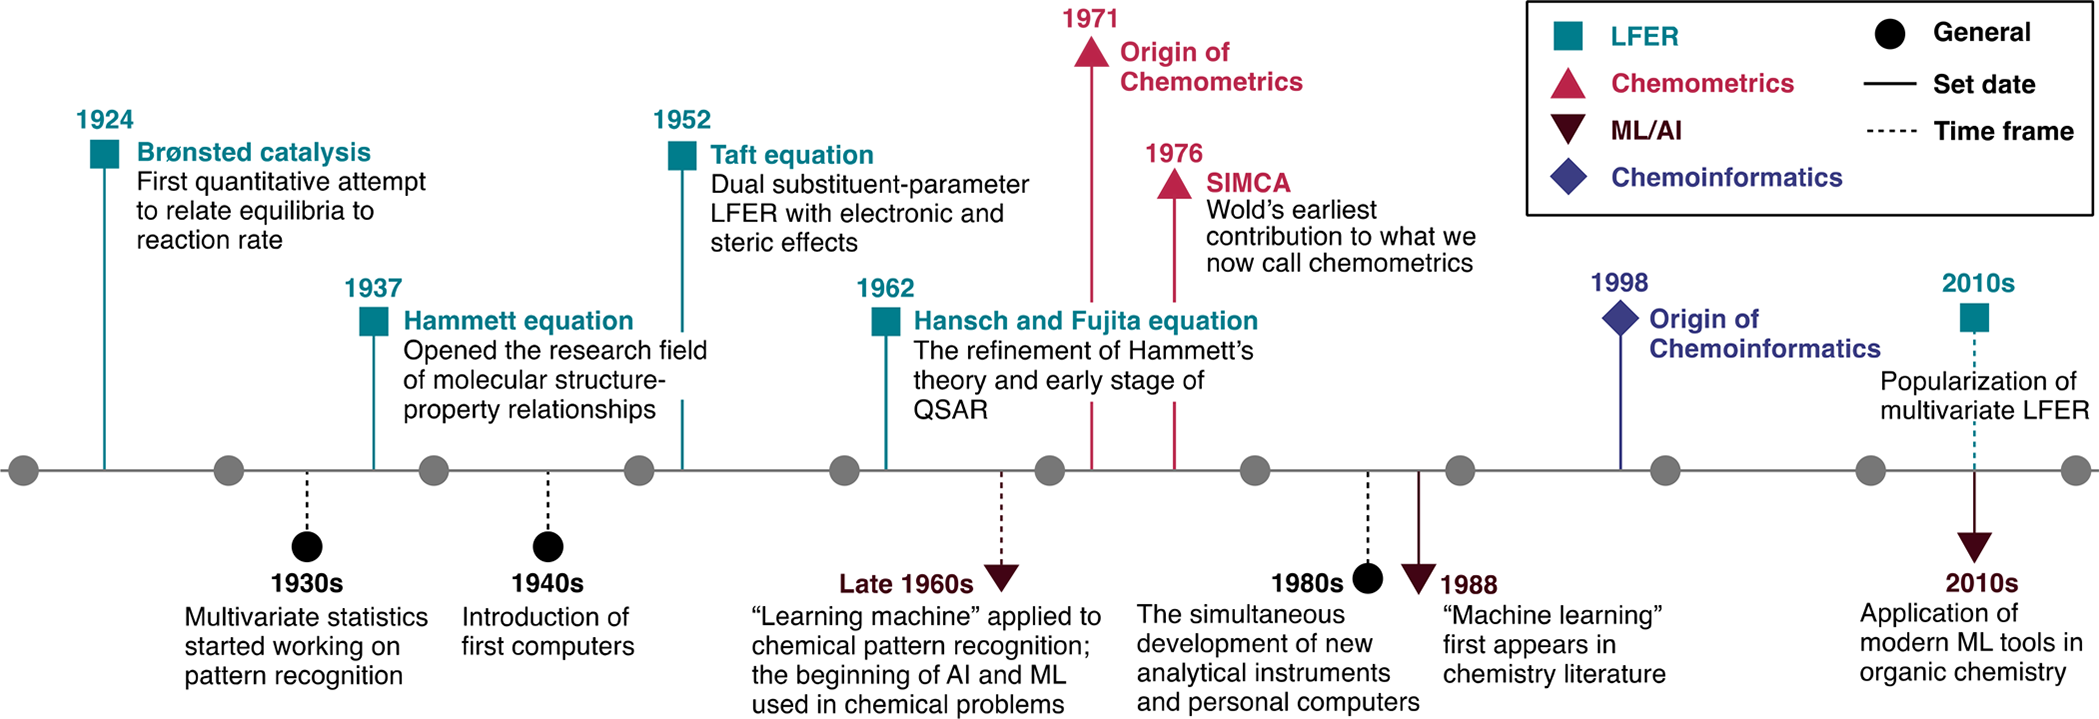 1924
Brønsted catalysis
First quantitative attempt
to relate equilibria to
reaction rate
1937
Hammett equation
Opened the research field
of molecular structure-
property relationships
1952
Taft equation
Dual substituent-parameter
LFER with electronic and
steric effects
1962
Hansch and Fujita equation
The refinement of Hammett's
theory and early stage of
QSAR
1971
Origin of
Chemometrics
1976
SIMCA
Wold's earliest
contribution to what we
now call chemometrics
1998
Origin of
Chemoinformatics
2010s
Popularization of
multivariate LFER
LFER
Chemometrics
ML/AI
Chemoinformatics
General
Set date
Time frame
1930s
Multivariate statistics
started working on
pattern recognition
1940s
Introduction of
first computers
Late 1960s
“Learning machine” applied to
chemical pattern recognition;
the beginning of AI and ML
used in chemical problems
1980s
The simultaneous
development of new
analytical instruments
and personal computers
1988
“Machine learning”
first appears in
chemistry literature
2010s
Application of
modern ML tools in
organic chemistry